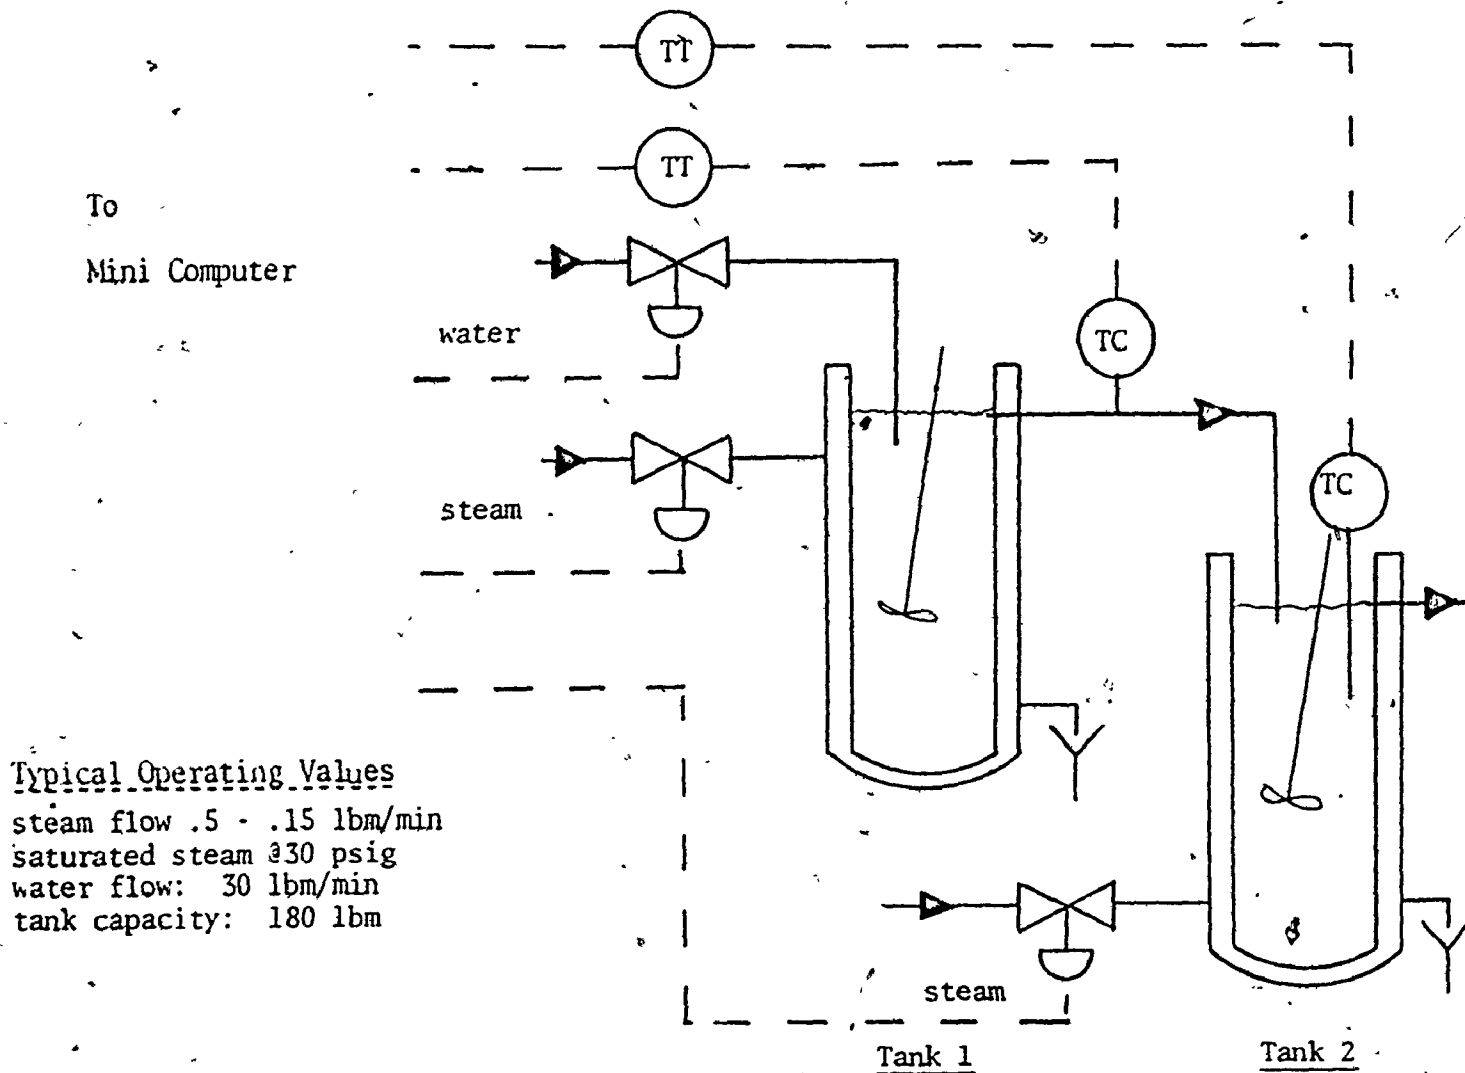 TT
TT
To
Mini Computer
water
TC
TC
steam
Typical Operating Values
steam flow .5 - .15 lbm/min
saturated steam @30 psig
water flow: 30 lbm/min
tank capacity: 180 lbm
steam
Tank 1
Tank 2